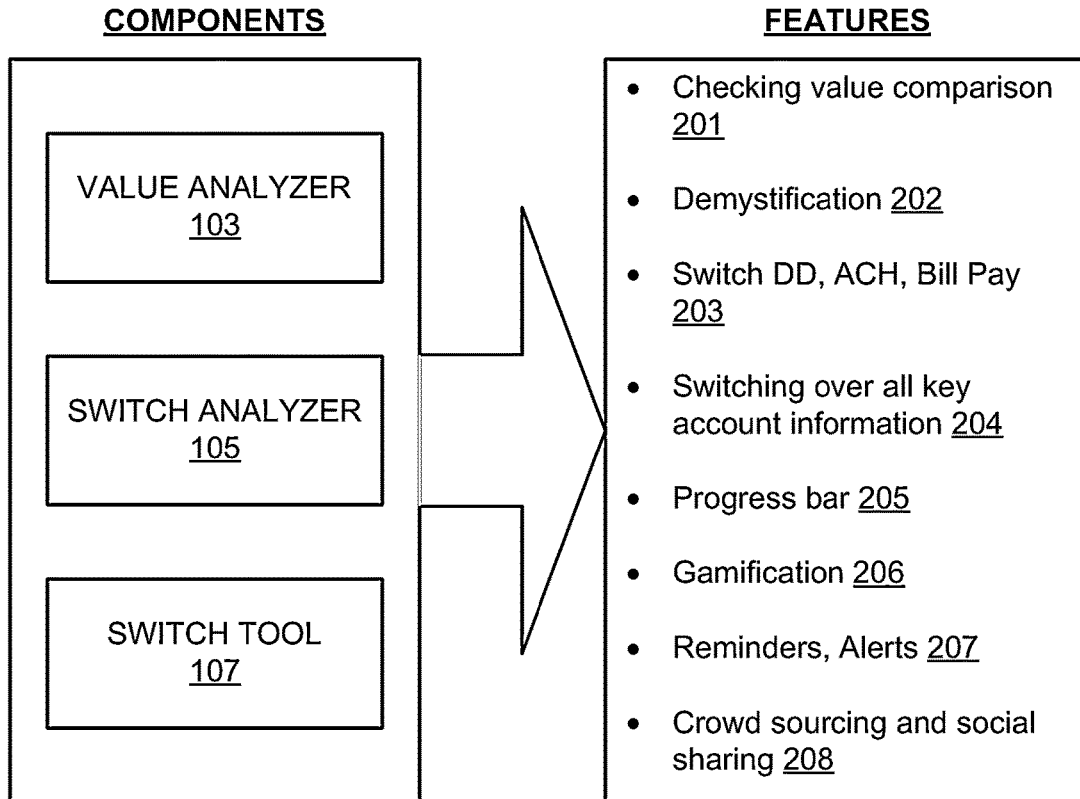 COMPONENTS
VALUE ANALYZER
103
SWITCH ANALYZER
105
SWITCH TOOL
107
FEATURES
• Checking value comparison
201
• Demystification 202
• Switch DD, ACH, Bill Pay
203
• Switching over all key
account information 204
• Progress bar 205
• Gamification 206
• Reminders, Alerts 207
• Crowd sourcing and social
sharing 208